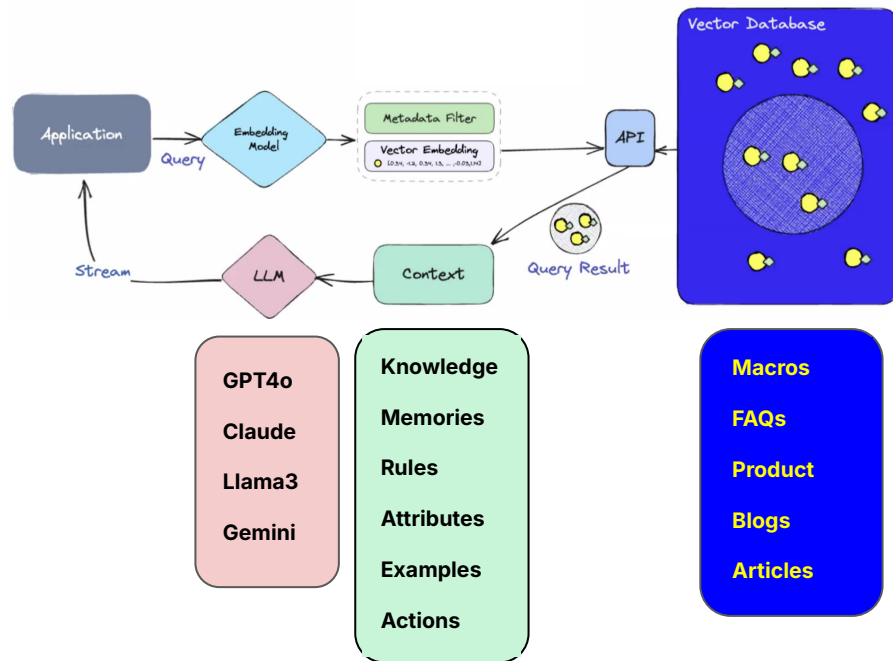 Vector Database
Application
Query
Embedding
Model
Metadata Filter
Vector Embedding
API
Stream
LLM
Context
Query Result
GPT4o
Claude
Llama3
Gemini
Knowledge
Memories
Rules
Attributes
Examples
Actions
Macros
FAQs
Product
Blogs
Articles